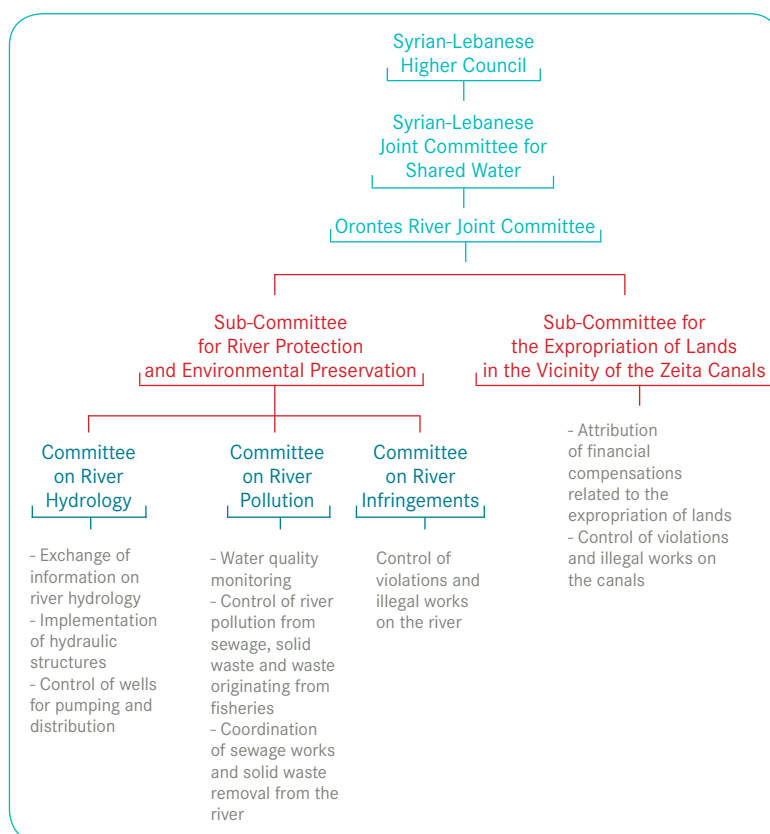 Syrian-Lebanese
Higher Council
Syrian-Lebanese
Joint Committee for
Shared Water
Orontes River Joint Committee
Sub-Committee
for River Protection
and Environmental Preservation
Sub-Committee for
the Expropriation of Lands
in the Vicinity of the Zeita Canals
Committee
on River
Hydrology
- Exchange of
information on
river hydrology
- Implementation
of hydraulic
structures
- Control of wells
for pumping and
distribution
Committee
on River
Pollution
- Water quality
monitoring
- Control of river
pollution from
sewage, solid
waste and waste
originating from
fisheries
- Coordination
of sewage works
and solid waste
removal from the
river
Committee
on River
Infringements
Control of
violations and
illegal works
on the river
- Attribution
of financial
compensations
related to the
expropriation of lands
- Control of violations
and illegal works on
the canals